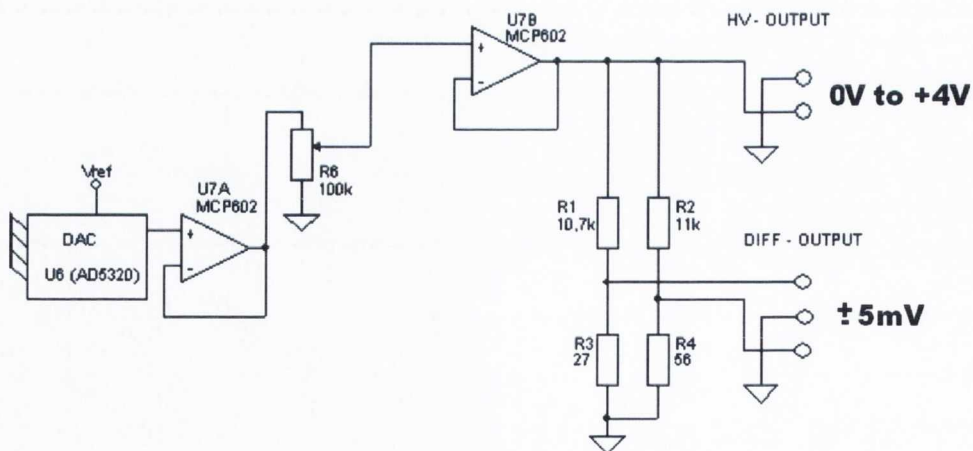 U7B
MCP602
HV- OUTPUT
0V to +4V
R6
100k
Vref
U7A
MCP602
DAC
U6 (AD5320)
R1
10,7k
R2
11k
DIFF - OUTPUT
±5mV
R3
27
R4
56
+
-
+
-